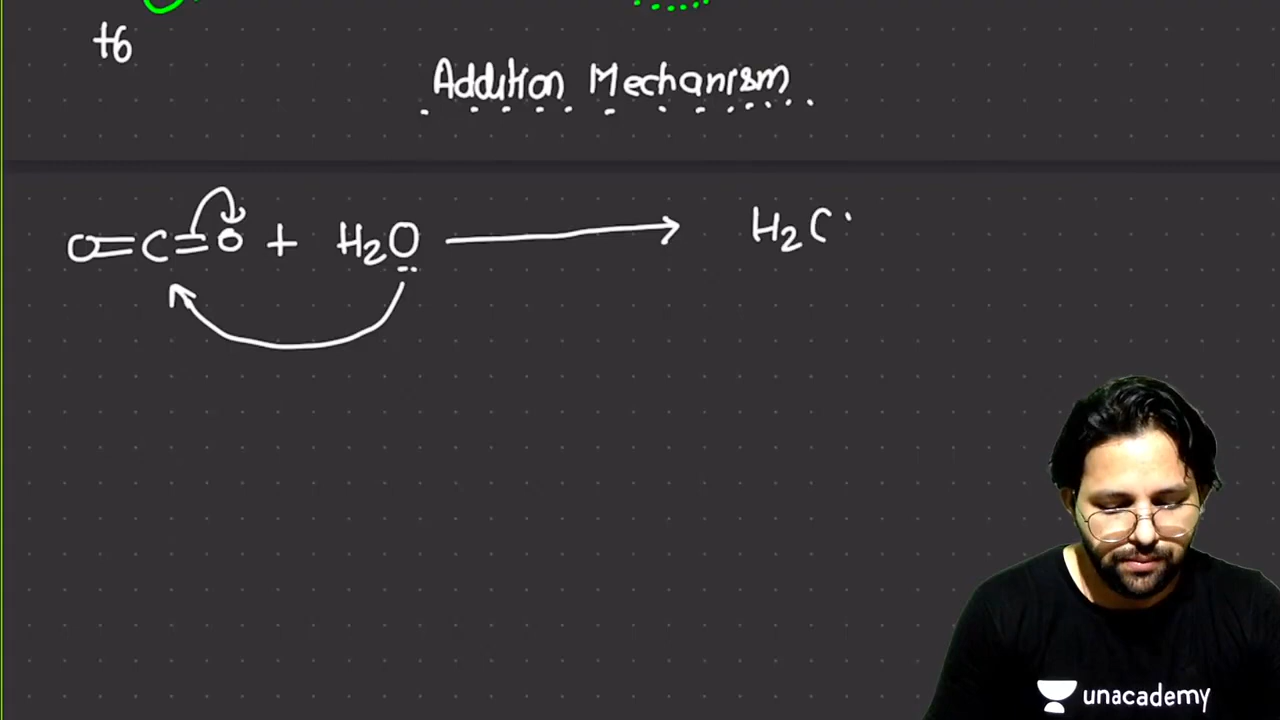 +6
Addition Mechanism
O=C=O + H₂O ⟶ H₂C
unacademy